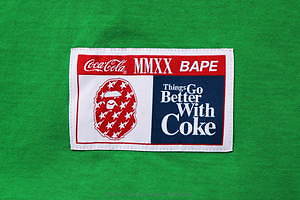 Coca-Cola MMXX BAPE
Things Go
Better
With
Coke